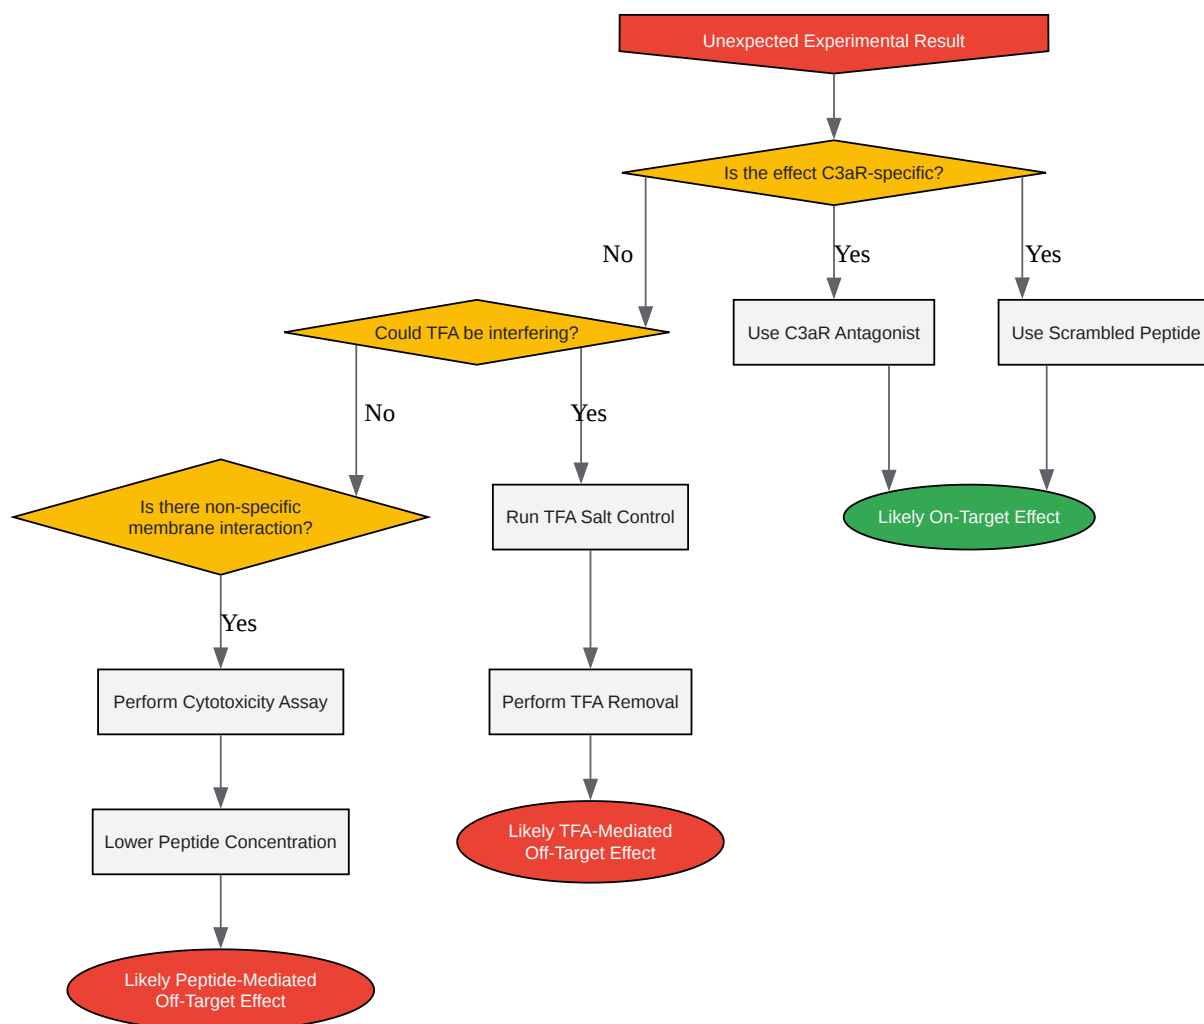 Unexpected Experimental Result
Is the effect C3aR-specific?
No
Yes
Yes
Could TFA be interfering?
Use C3aR Antagonist
Use Scrambled Peptide
No
Yes
Is there non-specific
membrane interaction?
Run TFA Salt Control
Likely On-Target Effect
Yes
Perform Cytotoxicity Assay
Perform TFA Removal
Lower Peptide Concentration
Likely TFA-Mediated
Off-Target Effect
Likely Peptide-Mediated
Off-Target Effect